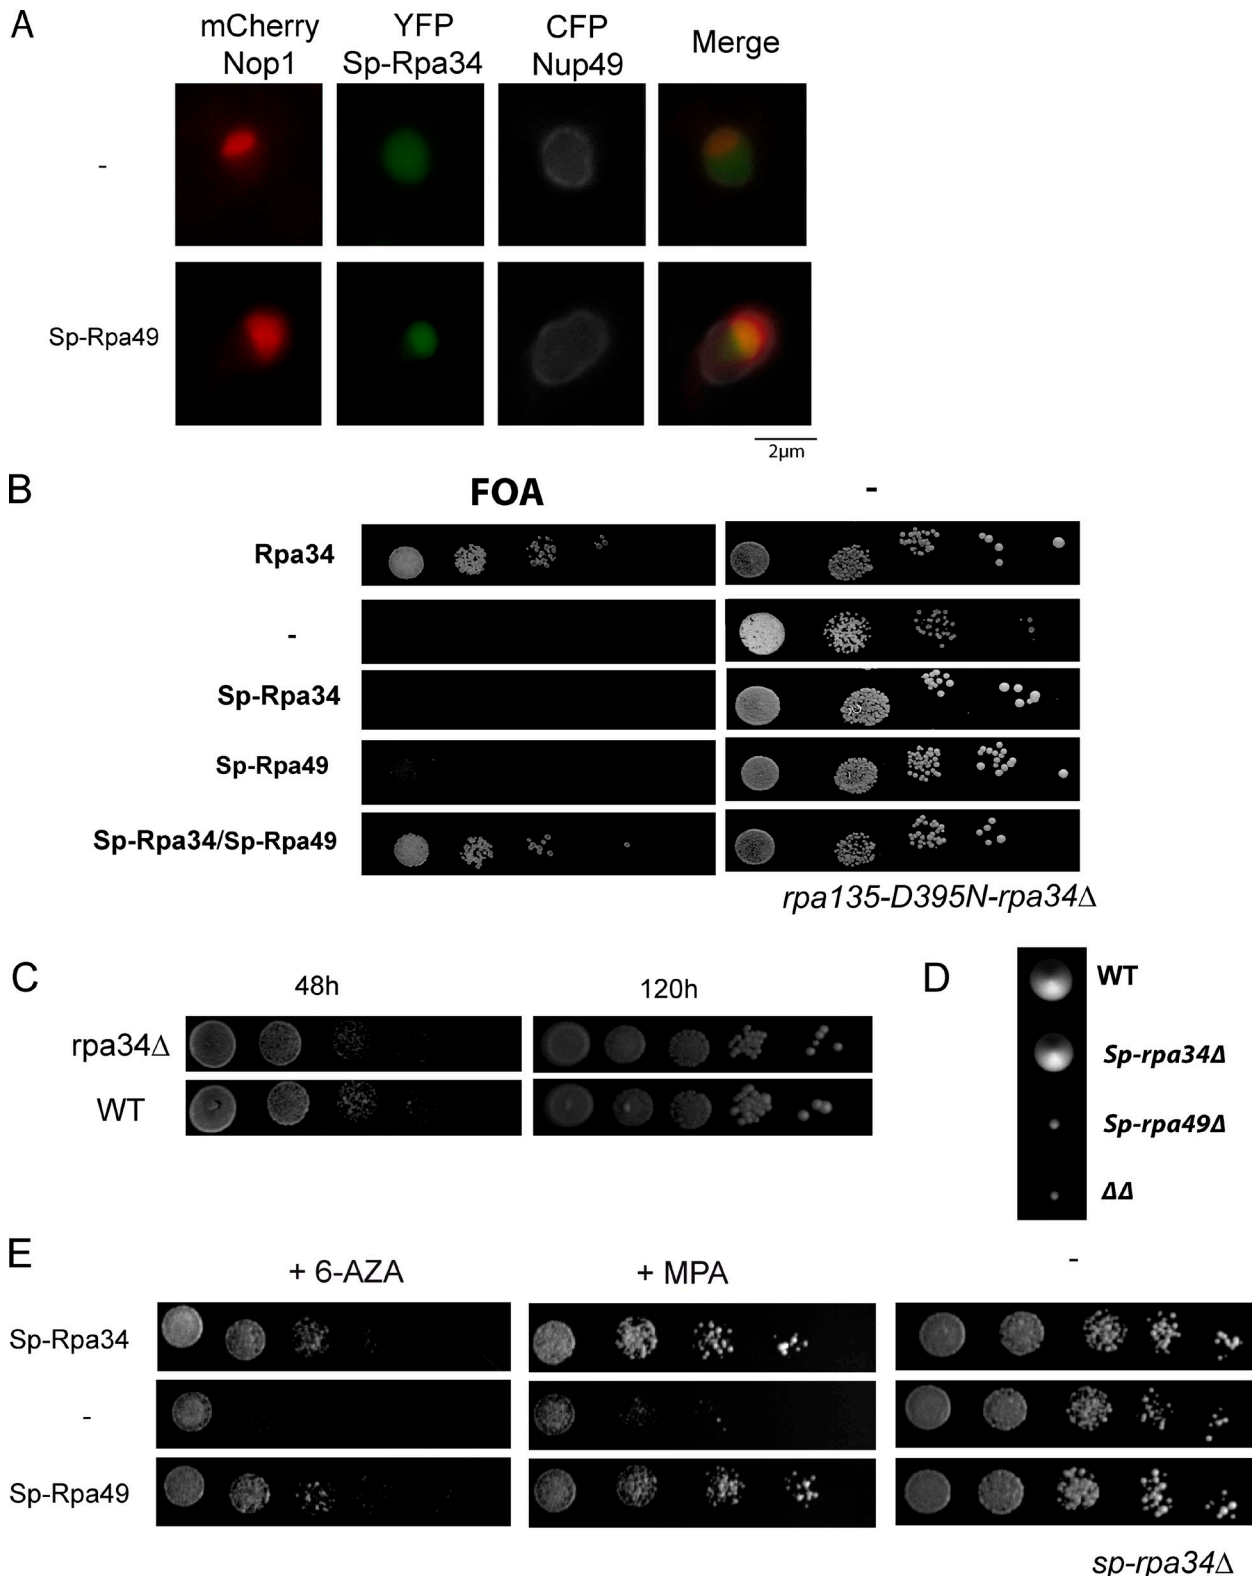 A
mCherry Nop1
YFP Sp-Rpa34
CFP Nup49
Merge
-
Sp-Rpa49
2µm
B
FOA
-
Rpa34
-
Sp-Rpa34
Sp-Rpa49
Sp-Rpa34/Sp-Rpa49
rpa135-D395N-rpa34Δ
C
48h
120h
rpa34Δ
WT
D
WT
Sp-rpa34Δ
Sp-rpa49Δ
ΔΔ
E
+ 6-AZA
+ MPA
-
Sp-Rpa34
-
Sp-Rpa49
sp-rpa34Δ